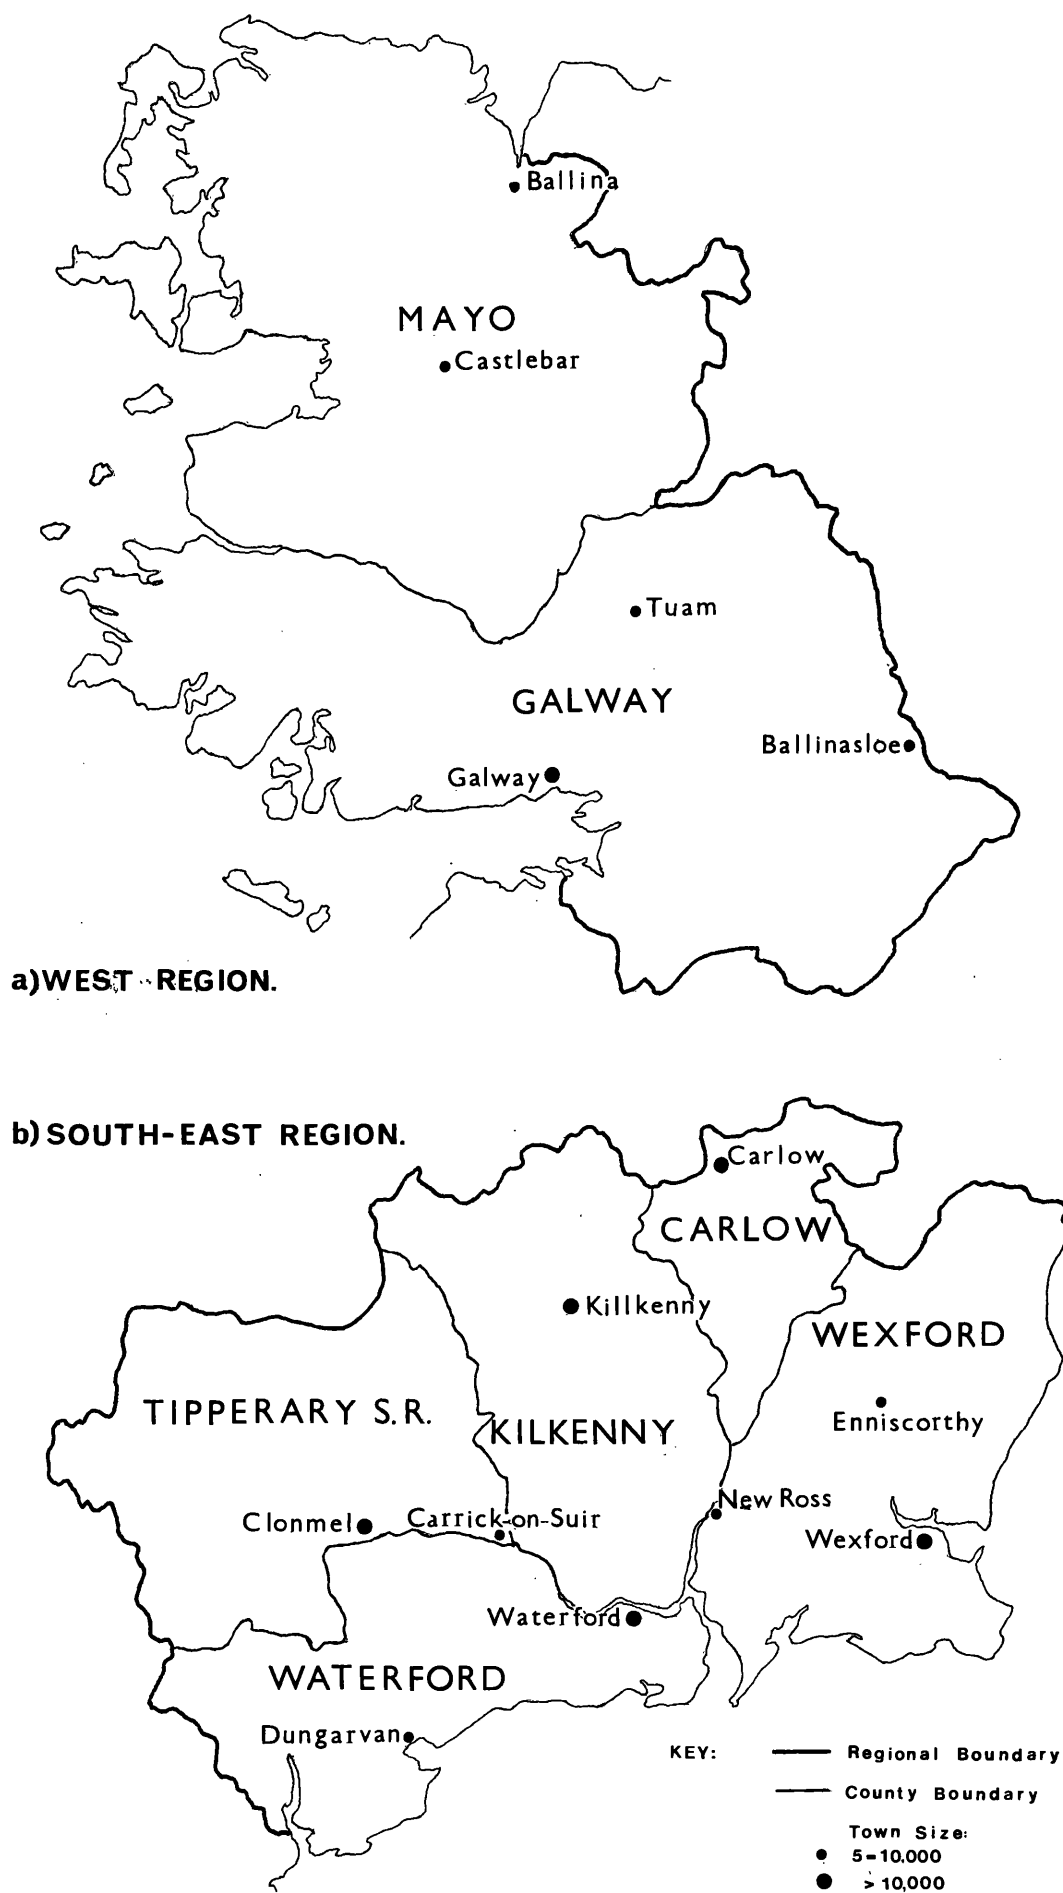 Ballina
MAYO
Castlebar
Tuam
GALWAY
Ballinasloe
Galway
a)WEST REGION.
b) SOUTH-EAST REGION.
Carlow
CARLOW
Killkenny
WEXFORD
TIPPERARY S.R.
Enniscorthy
KILKENNY
New Ross
Clonmel
Carrick-on-Suir
Wexford
Waterford
WATERFORD
Dungarvan
KEY:
Regional Boundary
County Boundary
Town Size:
5-10.000
>10,000